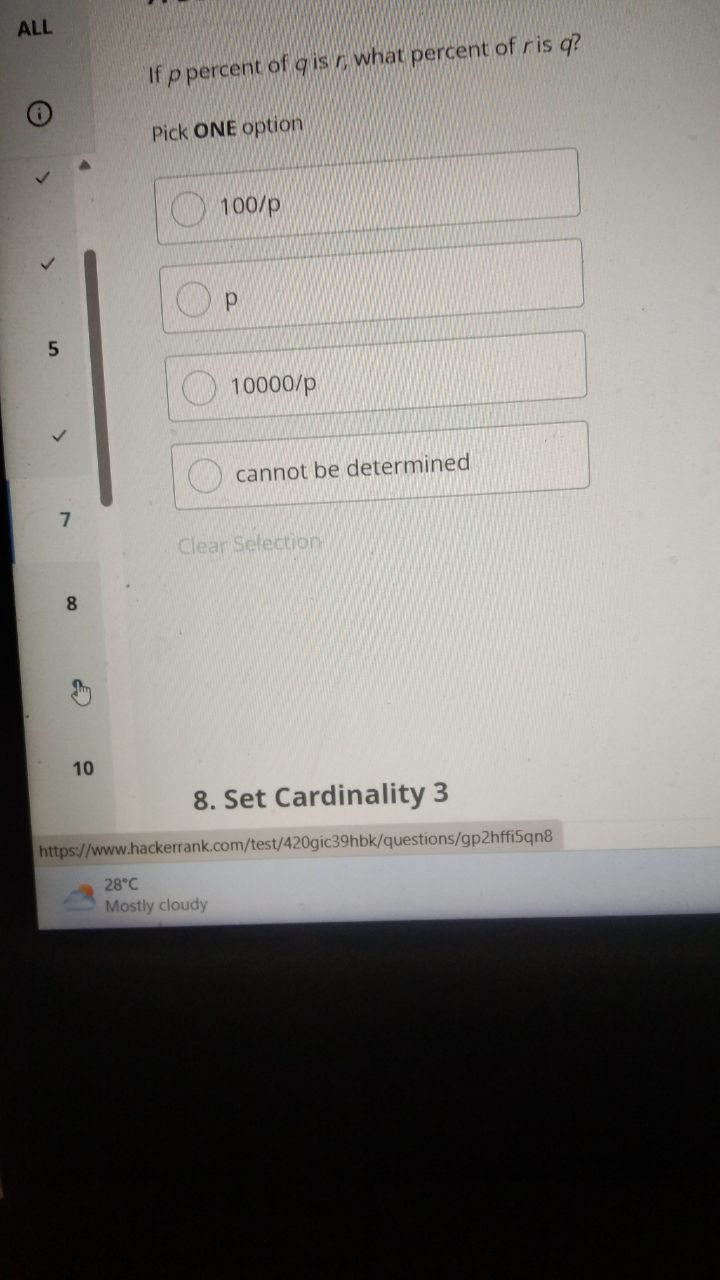 ALL
If p percent of q is r, what percent of r is q?
Pick ONE option
100/p
p
5
10000/p
cannot be determined
7
Clear Selection
8
10
8. Set Cardinality 3
https://www.hackerrank.com/test/420gic39hbk/questions/gp2hffi5qn8
28°C
Mostly cloudy